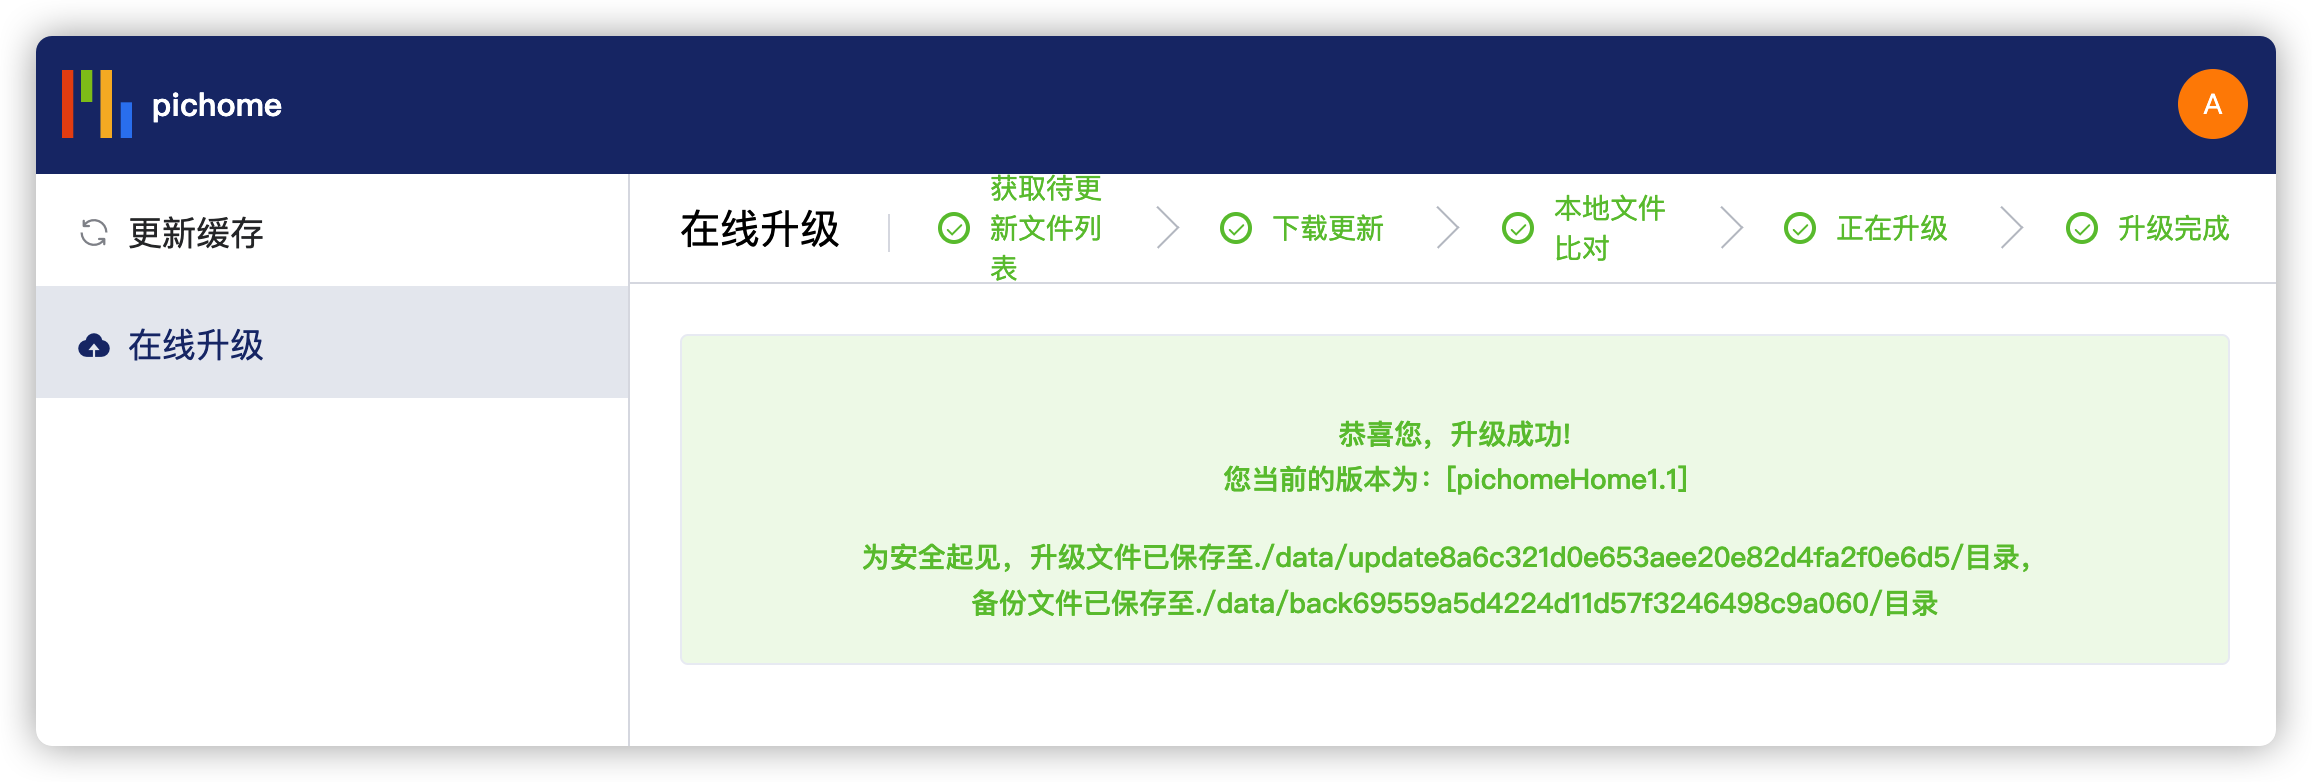 pichome
A
更新缓存
在线升级
在线升级
获取待更
新文件列
表
下载更新
本地文件
比对
正在升级
升级完成
恭喜您，升级成功!
您当前的版本为：[pichomeHome1.1]
为安全起见，升级文件已保存至./data/update8a6c321d0e653aee20e82d4fa2f0e6d5/目录，
备份文件已保存至./data/back69559a5d4224d11d57f3246498c9a060/目录